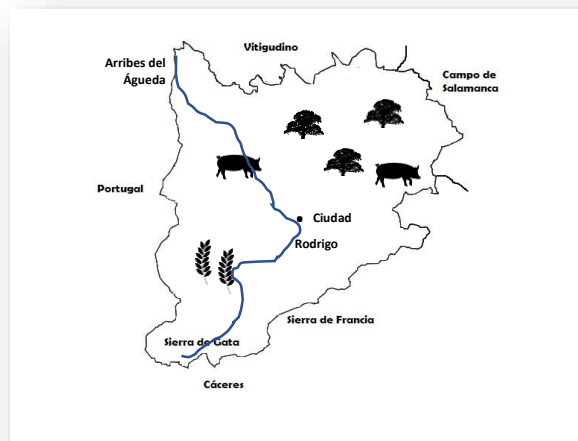 Vitigudino
Arribes del
Águeda
Campo de
Salamanca
Portugal
Ciudad
Rodrigo
Sierra de Francia
Sierra de Gata
Cáceres